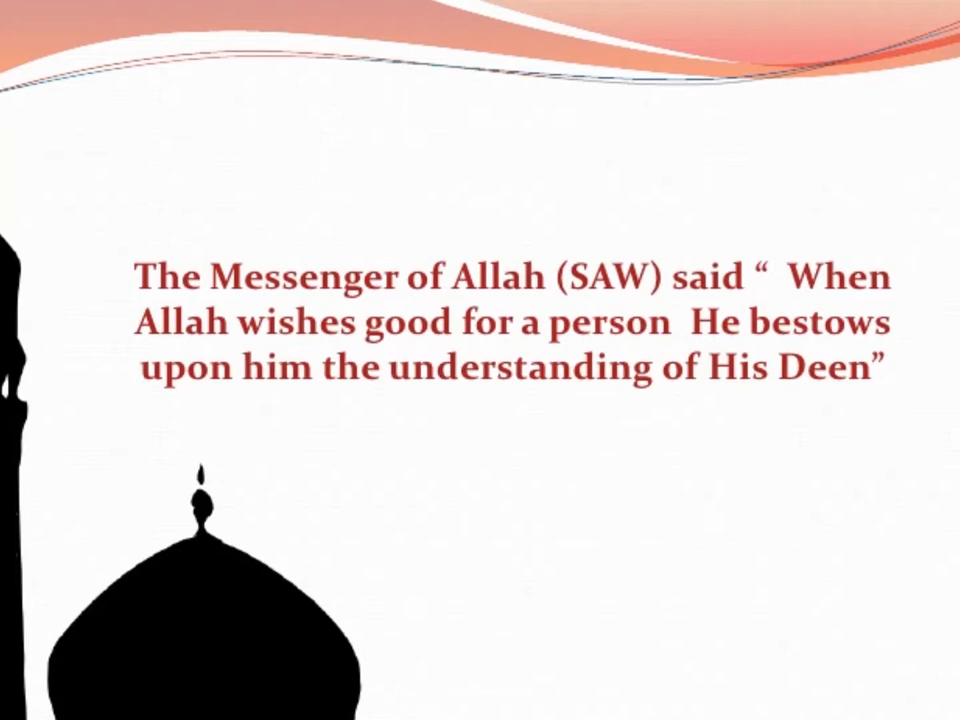 The Messenger of Allah (SAW) said “  When
Allah wishes good for a person  He bestows
upon him the understanding of His Deen”